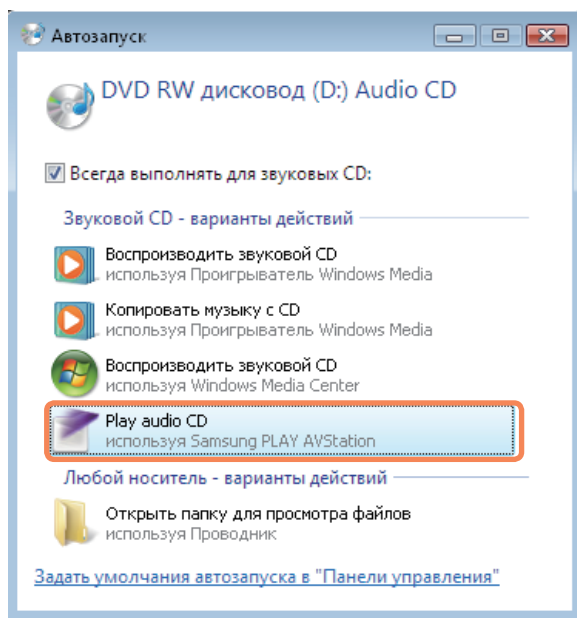 Автозапуск
DVD RW дисковод (D:) Audio CD
Всегда выполнять для звуковых CD:
Звуковой CD - варианты действий
Воспроизводить звуковой CD
используя Проигрыватель Windows Media
Копировать музыку с CD
используя Проигрыватель Windows Media
Воспроизводить звуковой CD
используя Windows Media Center
Play audio CD
используя Samsung PLAY AVStation
Любой носитель - варианты действий
Открыть папку для просмотра файлов
используя Проводник
Задать умолчания автозапуска в "Панели управления"